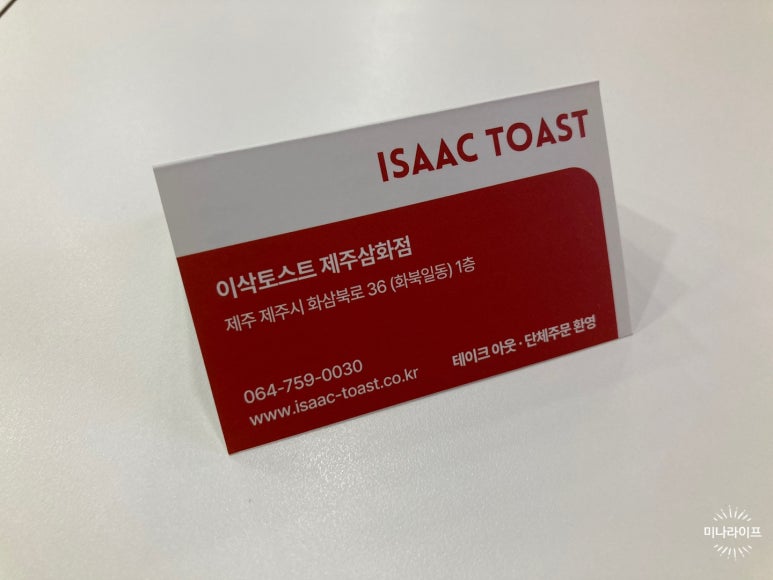 ISAAC TOAST
이삭토스트 제주삼화점
제주 제주시 화삼북로 36 (화북일동) 1층
064-759-0030
www.isaac-toast.co.kr
테이크 아웃 · 단체주문 환영
미나라이프